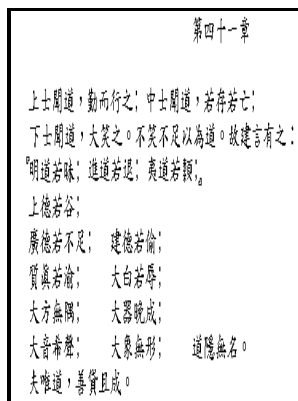 第四十一章
上士聞道，勤而行之；中士聞道，若存若亡；
下士聞道，大笑之。不笑不足以為道。故建言有之：
『明道若昧；進道若退；夷道若纇；』
上德若谷；
廣德若不足；　建德若偷；
質真若渝；　大白若辱；
大方無隅；　大器晚成；
大音希聲；　大象無形；　道隱無名。
夫唯道，善貸且成。